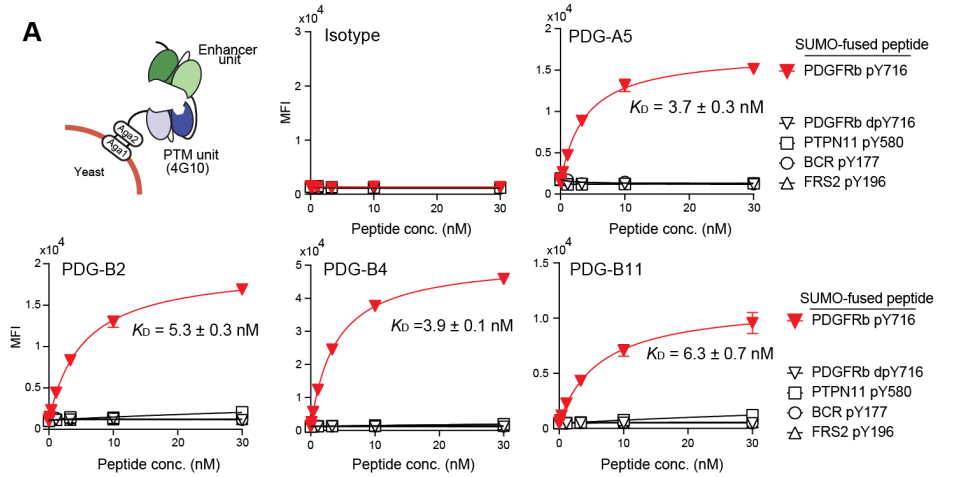 A
Enhancer
unit
Aga2
Aga1
PTM unit
(4G10)
Yeast
x10⁴
Isotype
3
2
1
0
MFI
0 10 20 30
Peptide conc. (nM)
x10⁴
PDG-A5
2
1.5
1.0
0.5
0
K_D = 3.7 ± 0.3 nM
0 10 20 30
Peptide conc. (nM)
SUMO-fused peptide
PDGFRb pY716
PDGFRb dpY716
PTPN11 pY580
BCR pY177
FRS2 pY196
x10⁴
PDG-B2
2
1.5
1
0.5
0
MFI
K_D = 5.3 ± 0.3 nM
0 10 20 30
Peptide conc. (nM)
x10⁴
PDG-B4
5
4
3
2
1
0
K_D =3.9 ± 0.1 nM
0 10 20 30
Peptide conc. (nM)
x10⁴
PDG-B11
1.5
1.0
0.5
0
K_D = 6.3 ± 0.7 nM
0 10 20 30
Peptide conc. (nM)
SUMO-fused peptide
PDGFRb pY716
PDGFRb dpY716
PTPN11 pY580
BCR pY177
FRS2 pY196